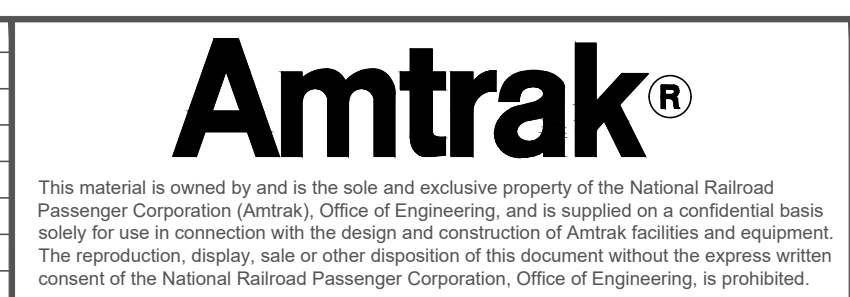 Amtrak®
This material is owned by and is the sole and exclusive property of the National Railroad
Passenger Corporation (Amtrak), Office of Engineering, and is supplied on a confidential basis
solely for use in connection with the design and construction of Amtrak facilities and equipment.
The reproduction, display, sale or other disposition of this document without the express written
consent of the National Railroad Passenger Corporation, Office of Engineering, is prohibited.